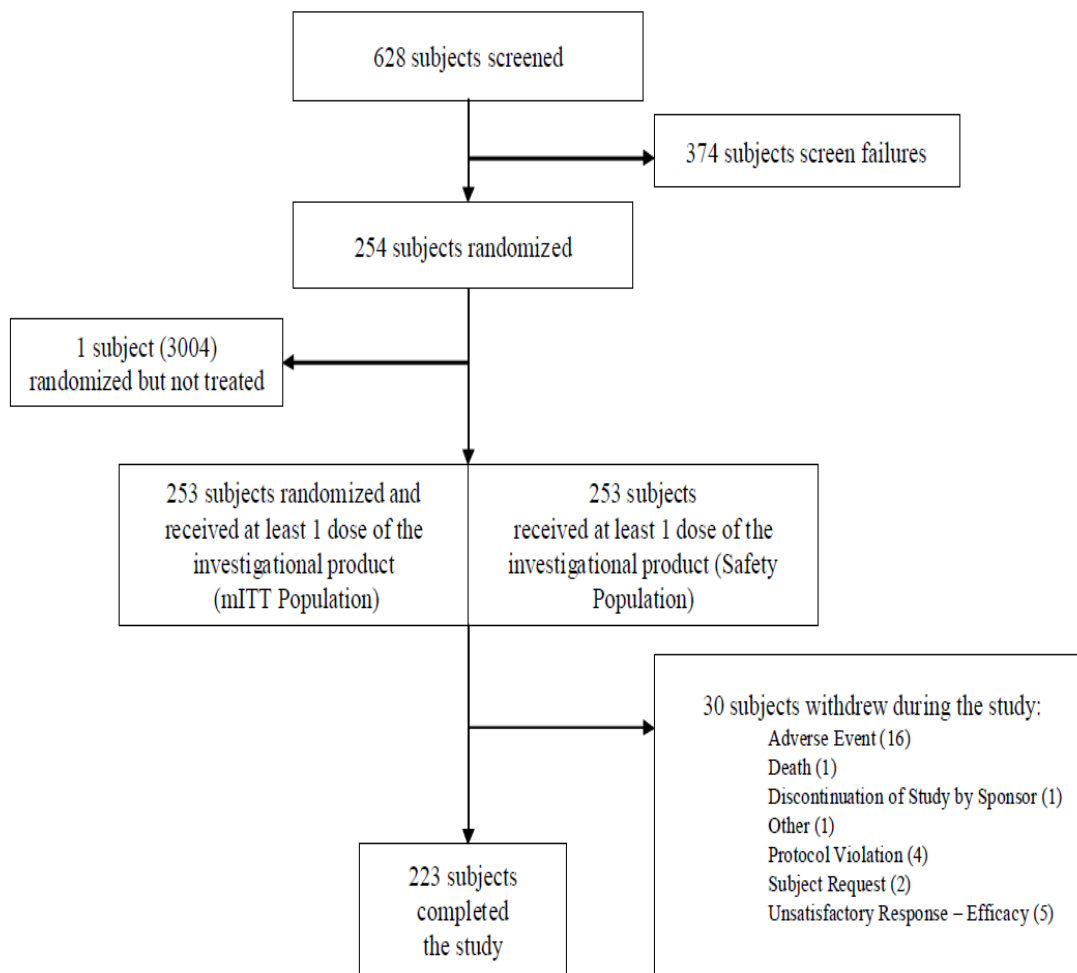 628 subjects screened
374 subjects screen failures
254 subjects randomized
1 subject (3004)
randomized but not treated
253 subjects randomized and
received at least 1 dose of the
investigational product
(mITT Population)
253 subjects
received at least 1 dose of the
investigational product (Safety
Population)
30 subjects withdrew during the study:
Adverse Event (16)
Death (1)
Discontinuation of Study by Sponsor (1)
Other (1)
Protocol Violation (4)
Subject Request (2)
Unsatisfactory Response – Efficacy (5)
223 subjects
completed
the study